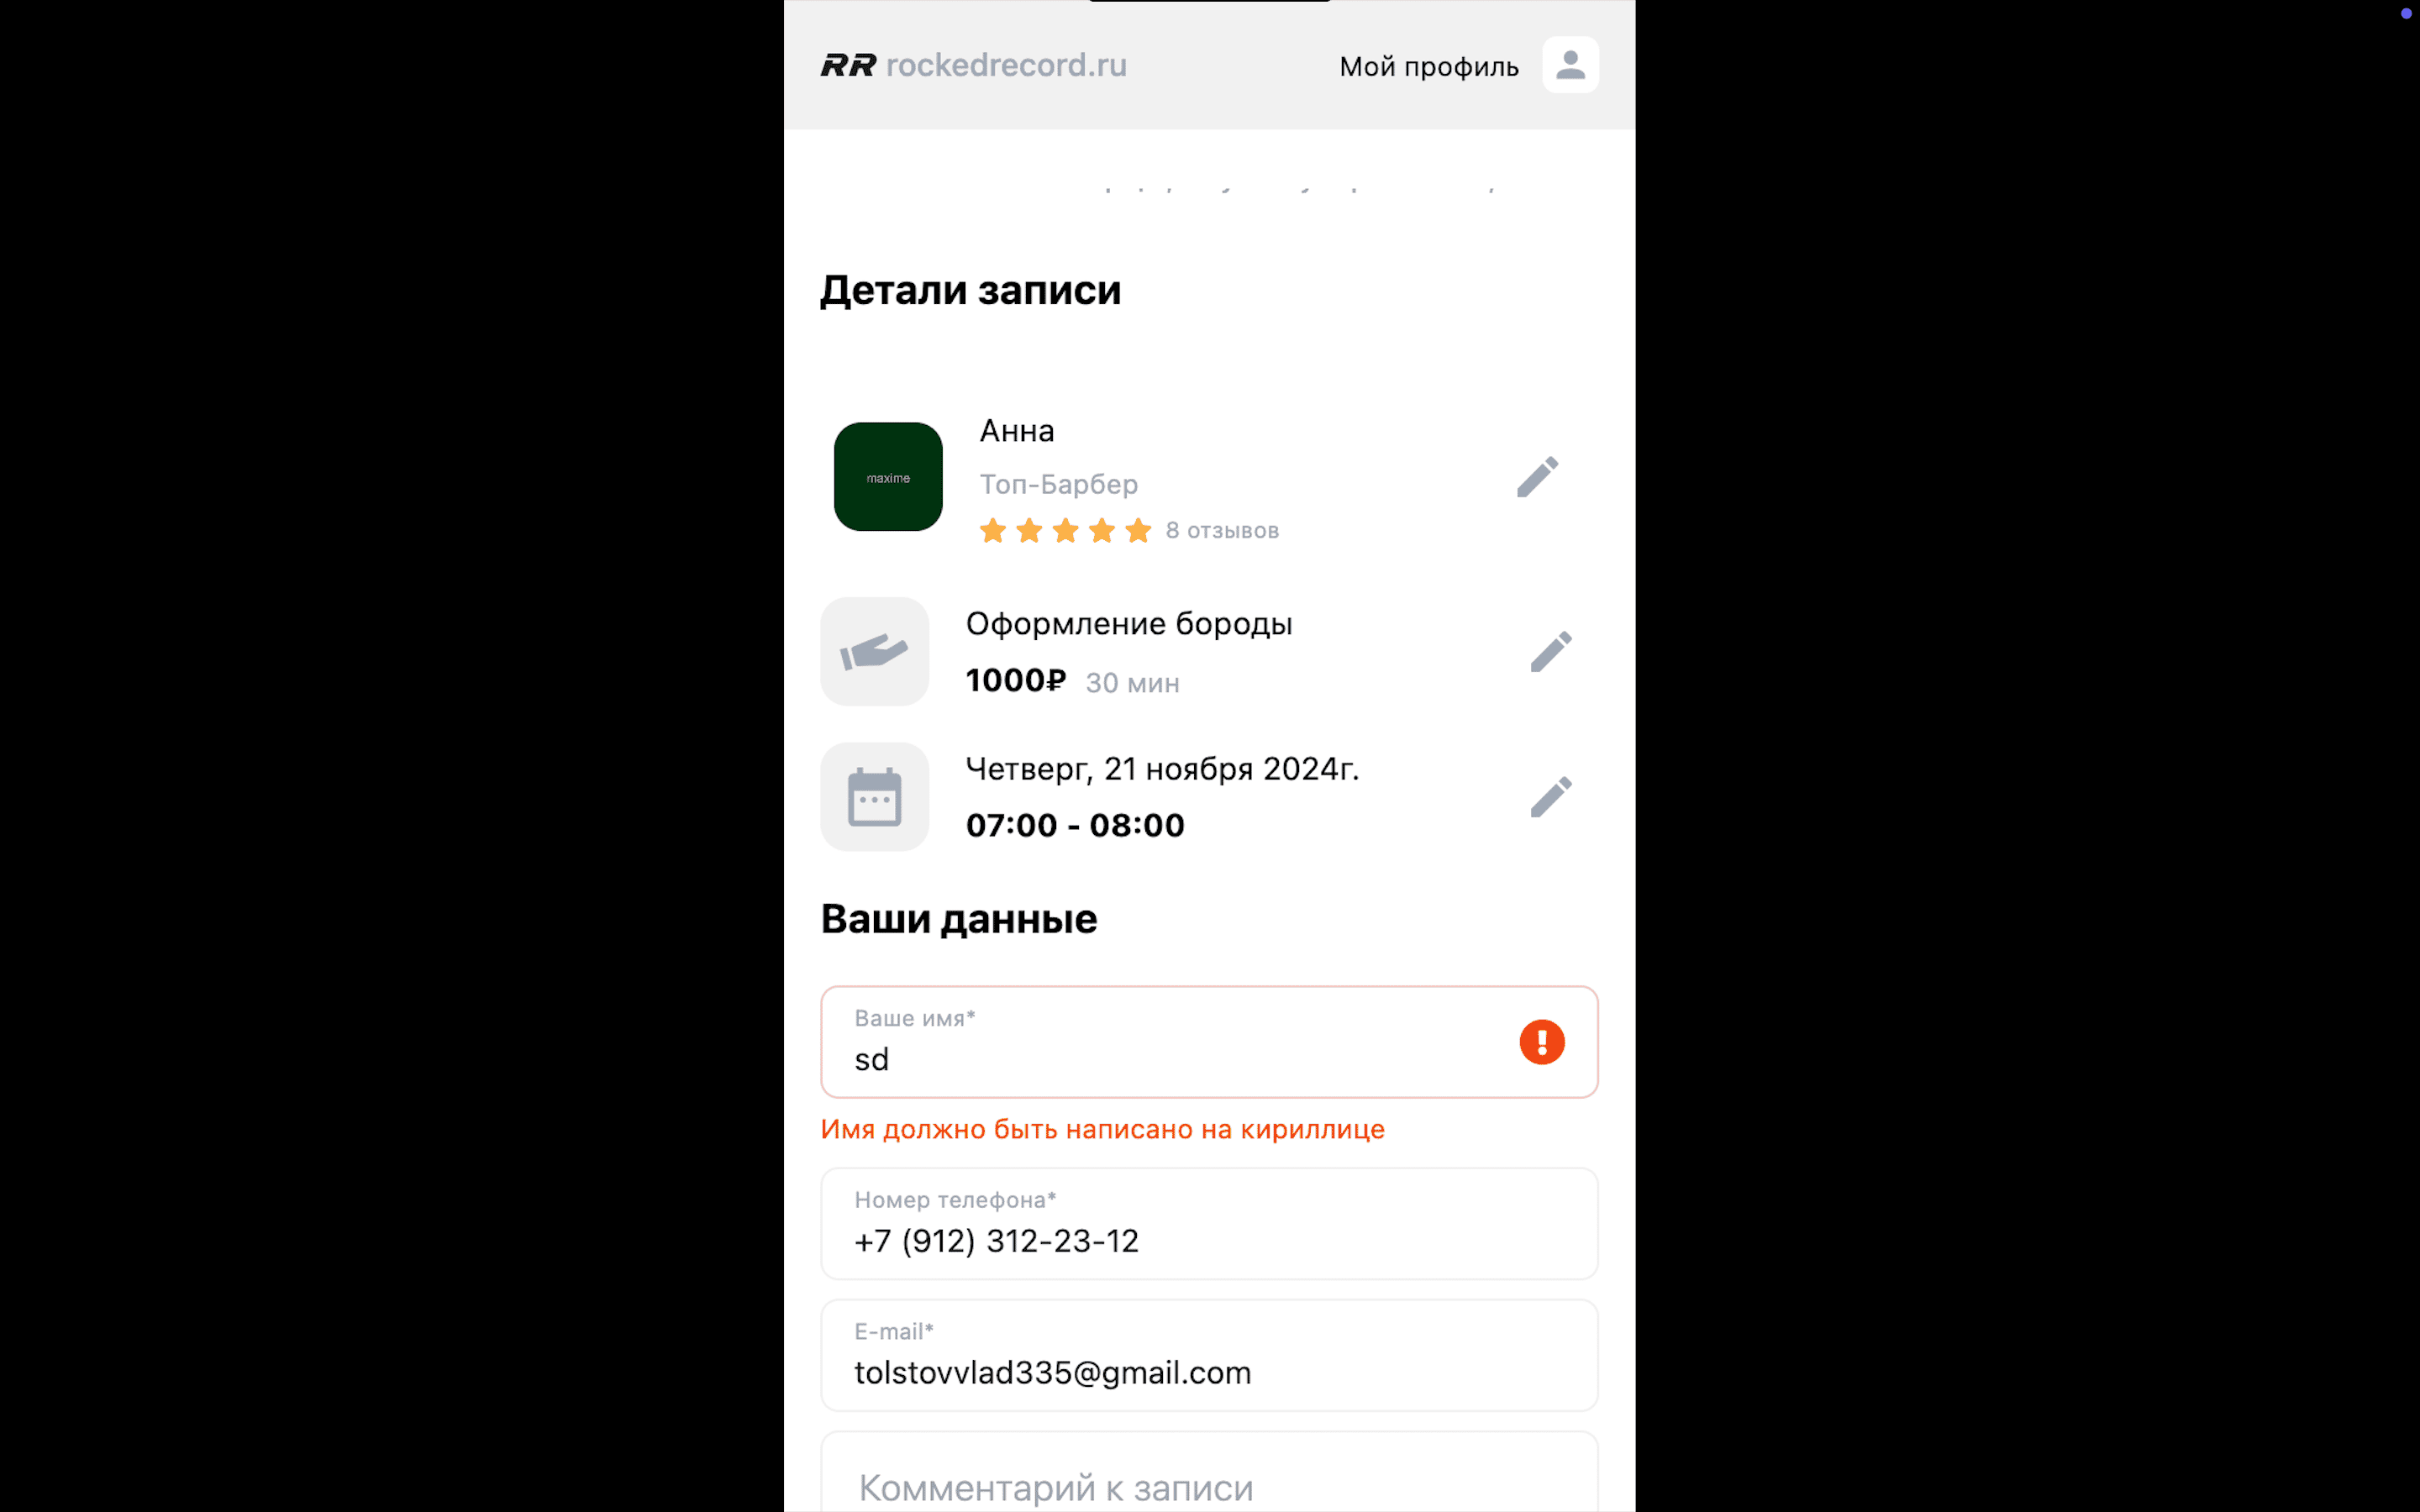 RR rockedrecord.ru
Мой профиль
Детали записи
maxime
Анна
Топ-Барбер
8 отзывов
Оформление бороды
1000₽ 30 мин
Четверг, 21 ноября 2024г.
07:00 - 08:00
Ваши данные
Ваше имя*
sd
Имя должно быть написано на кириллице
Номер телефона*
+7 (912) 312-23-12
E-mail*
tolstovvlad335@gmail.com
Комментарий к записи